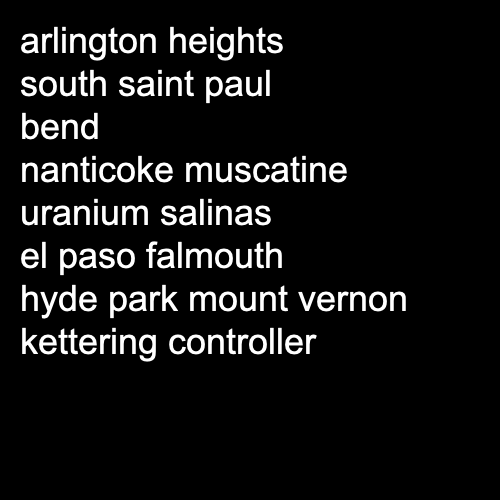 arlington heights
south saint paul
bend
nanticoke muscatine
uranium salinas
el paso falmouth
hyde park mount vernon
kettering controller